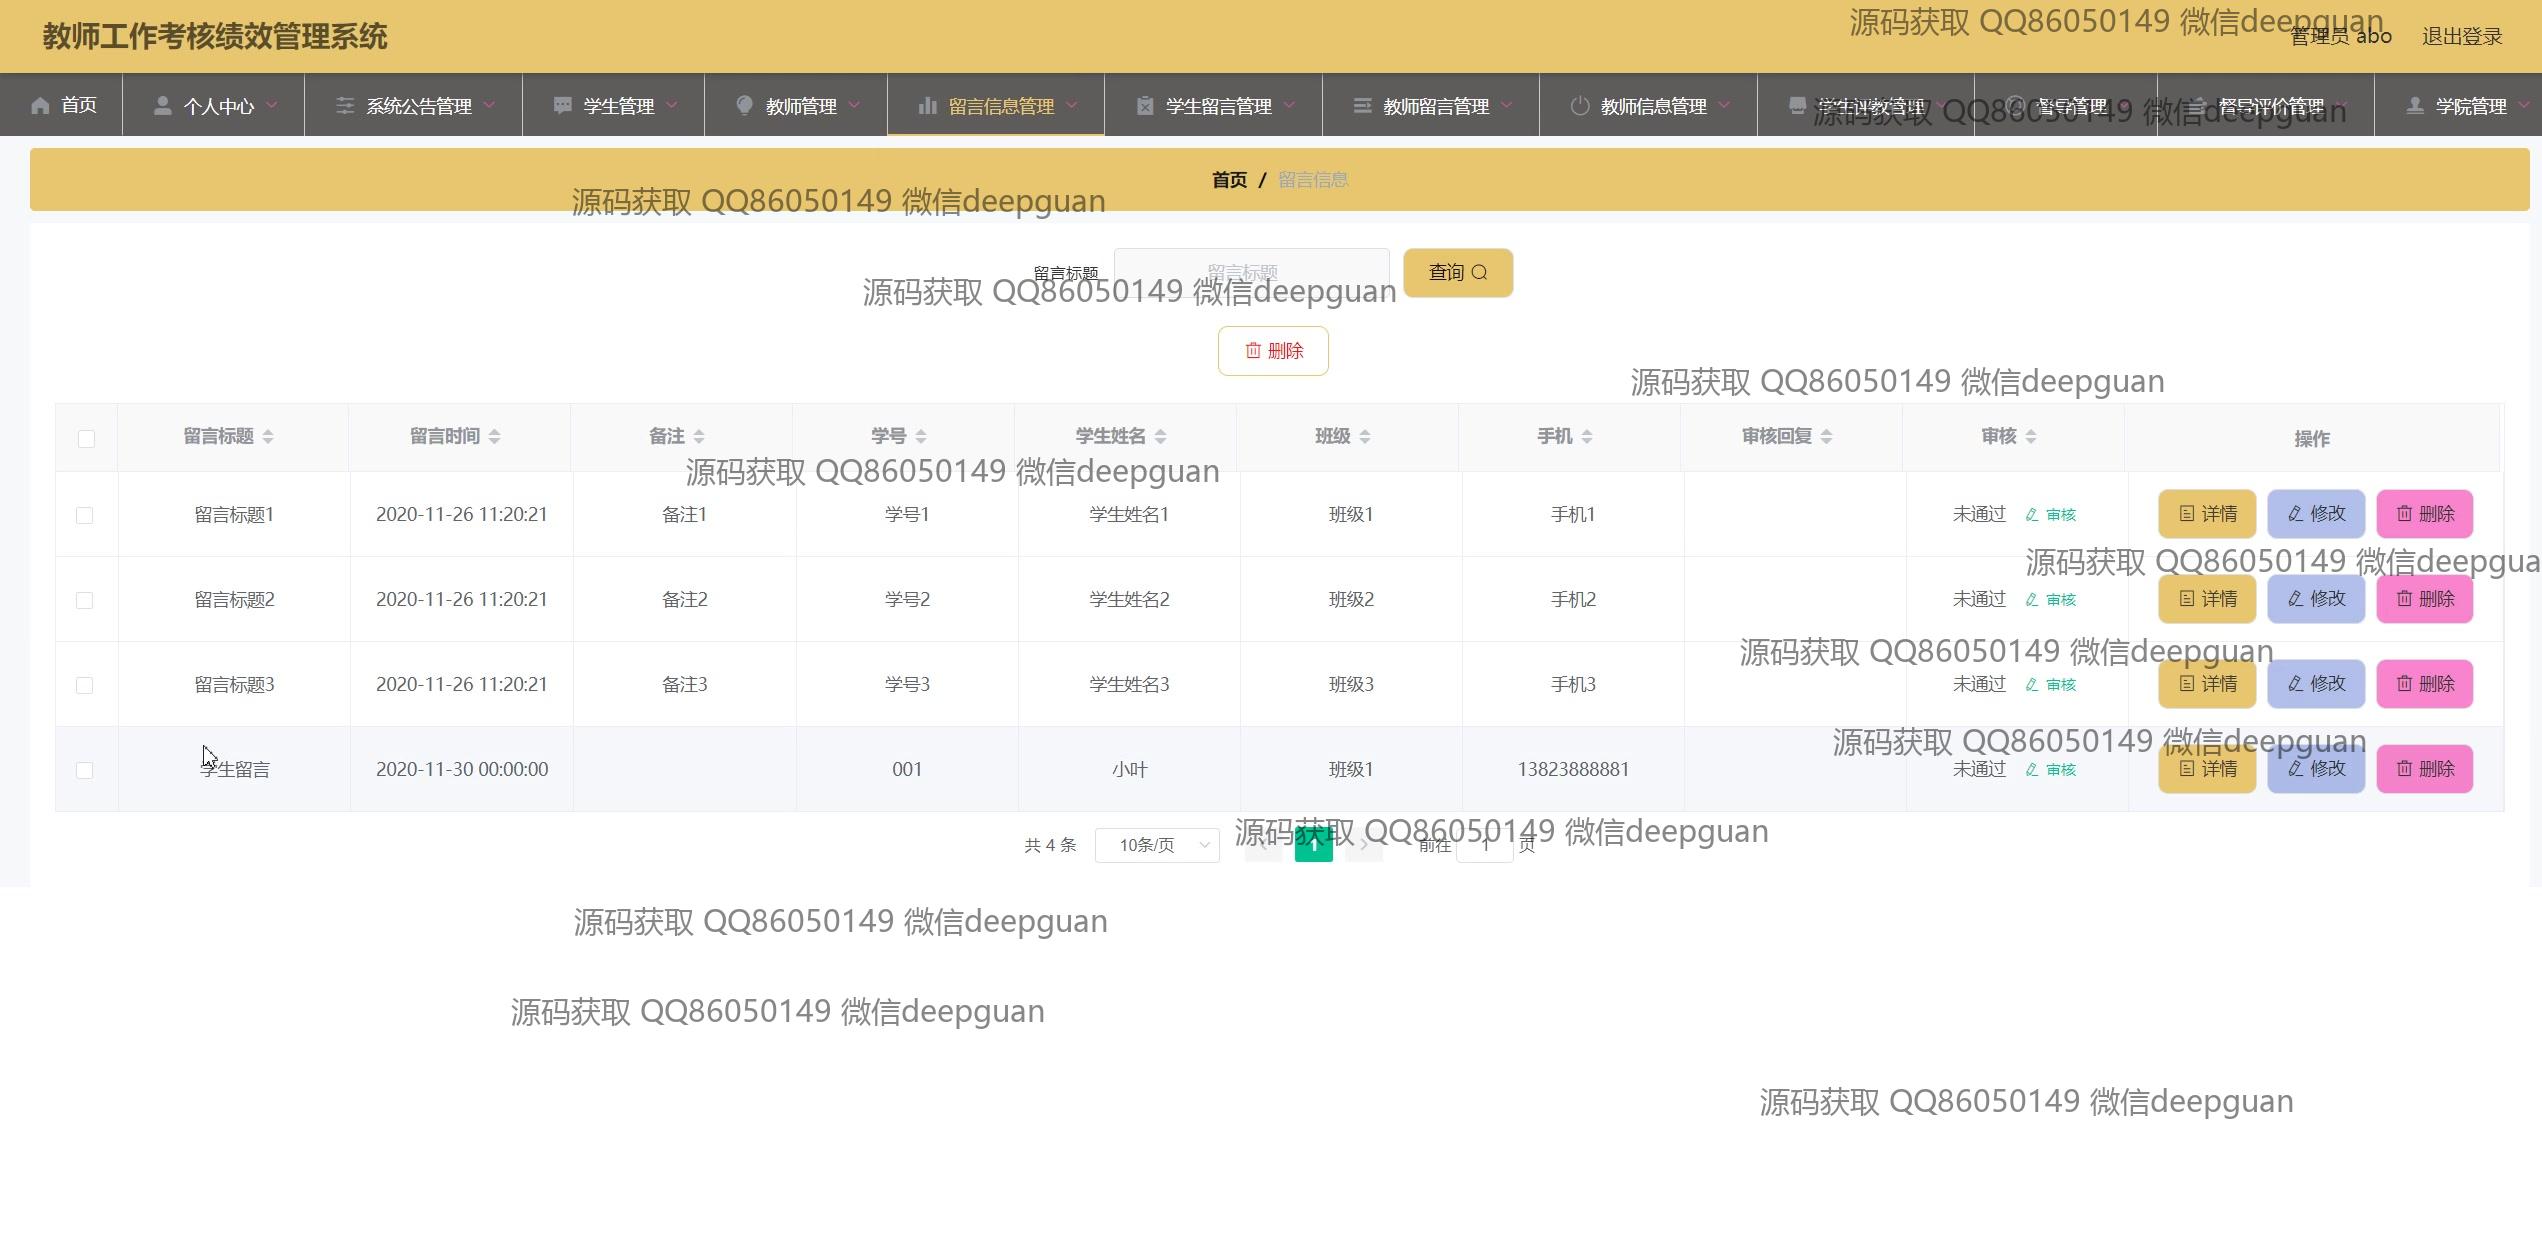 教师工作考核绩效管理系统
源码获取 QQ86050149 微信deepguan
管理员 abo 退出登录
首页 个人中心 系统公告管理 学生管理 教师管理 留言信息管理 学生留言管理 教师留言管理 教师信息管理 学生评教管理 督导管理 督导评价管理 学院管理
源码获取 QQ86050149 微信deepguan
首页 / 留言信息
源码获取 QQ86050149 微信deepguan
留言标题 留言标题 查询
源码获取 QQ86050149 微信deepguan
删除
源码获取 QQ86050149 微信deepguan
留言标题 留言时间 备注 学号 学生姓名 班级 手机 审核回复 审核 操作
源码获取 QQ86050149 微信deepguan
留言标题1 2020-11-26 11:20:21 备注1 学号1 学生姓名1 班级1 手机1 未通过 审核 详情 修改 删除
源码获取 QQ86050149 微信deepgua
留言标题2 2020-11-26 11:20:21 备注2 学号2 学生姓名2 班级2 手机2 未通过 审核 详情 修改 删除
源码获取 QQ86050149 微信deepguan
留言标题3 2020-11-26 11:20:21 备注3 学号3 学生姓名3 班级3 手机3 未通过 审核 详情 修改 删除
源码获取 QQ86050149 微信deepguan
学生留言 2020-11-30 00:00:00 001 小叶 班级1 13823888881 未通过 审核 详情 修改 删除
源码获取 QQ86050149 微信deepguan
共 4 条 10条/页 1 前往 1 页
源码获取 QQ86050149 微信deepguan
源码获取 QQ86050149 微信deepguan
源码获取 QQ86050149 微信deepguan